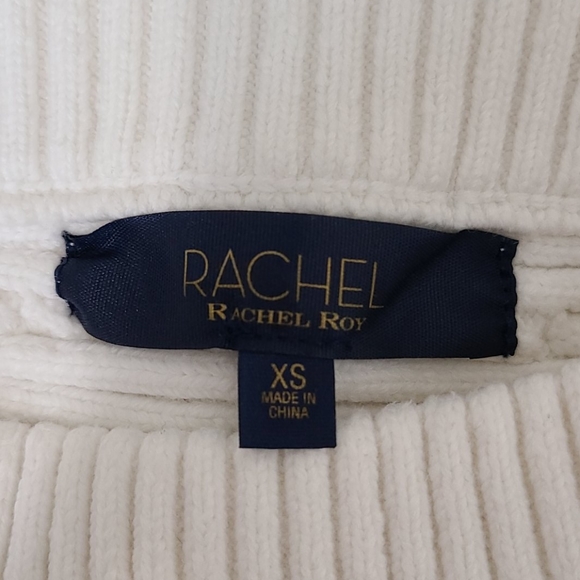 RACHEL
RACHEL ROY
XS
MADE IN
CHINA